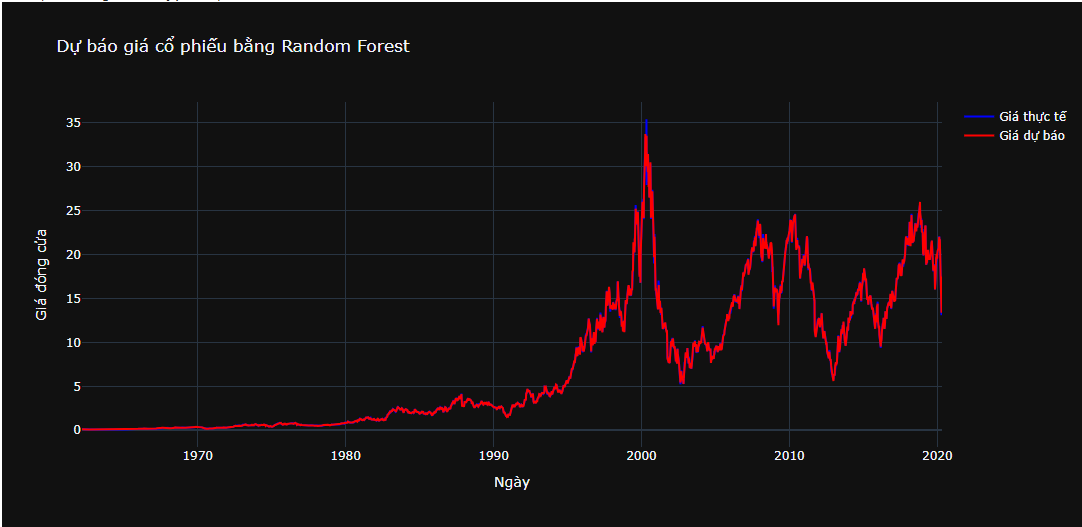 Dự báo giá cổ phiếu bằng Random Forest
Giá thực tế
Giá dự báo
35
30
25
20
15
10
5
0
Giá đóng cửa
1970
1980
1990
2000
2010
2020
Ngày